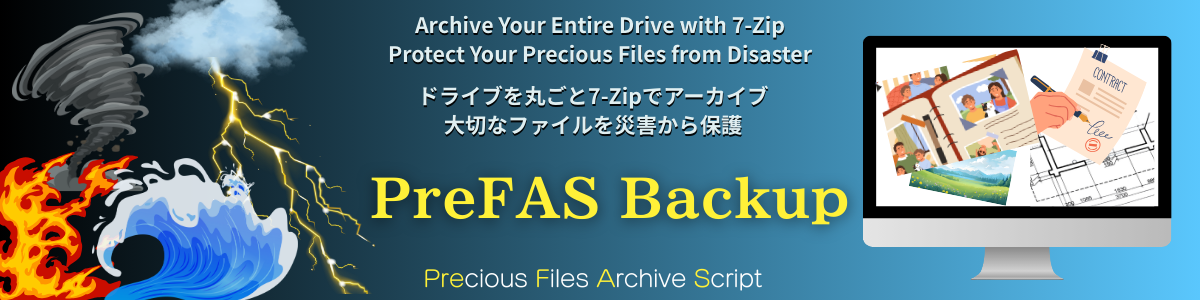 Archive Your Entire Drive with 7-Zip
Protect Your Precious Files from Disaster
ドライブを丸ごと7-Zipでアーカイブ
大切なファイルを災害から保護
PreFAS Backup
Precious Files Archive Script
CONTRACT